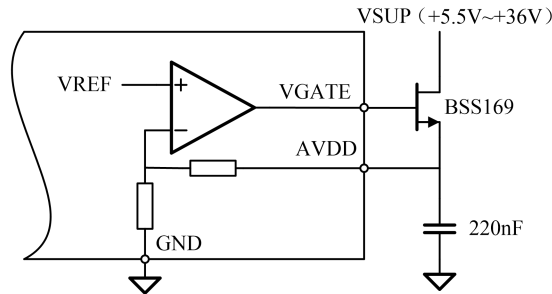 VSUP（+5.5V~+36V）
VREF
+
VGATE
BSS169
−
AVDD
GND
220nF